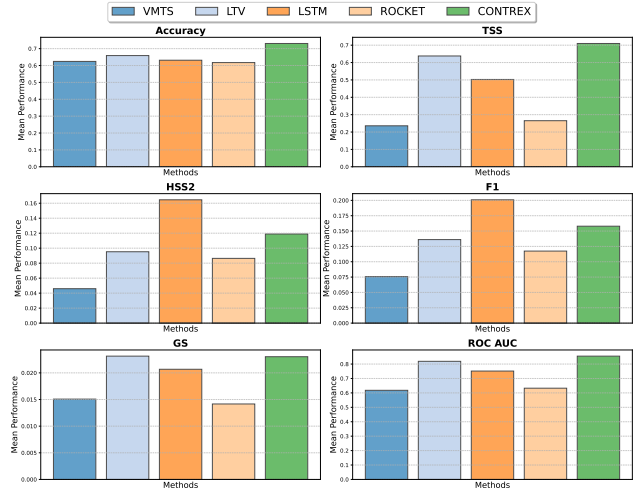 VMTS LTV LSTM ROCKET CONTREX
Accuracy
Mean Performance
0.7
0.6
0.5
0.4
0.3
0.2
0.1
0.0
Methods
TSS
Mean Performance
0.7
0.6
0.5
0.4
0.3
0.2
0.1
0.0
Methods
HSS2
Mean Performance
0.16
0.14
0.12
0.10
0.08
0.06
0.04
0.02
0.00
Methods
F1
Mean Performance
0.200
0.175
0.150
0.125
0.100
0.075
0.050
0.025
0.000
Methods
GS
Mean Performance
0.020
0.015
0.010
0.005
0.000
Methods
ROC AUC
Mean Performance
0.8
0.7
0.6
0.5
0.4
0.3
0.2
0.1
0.0
Methods